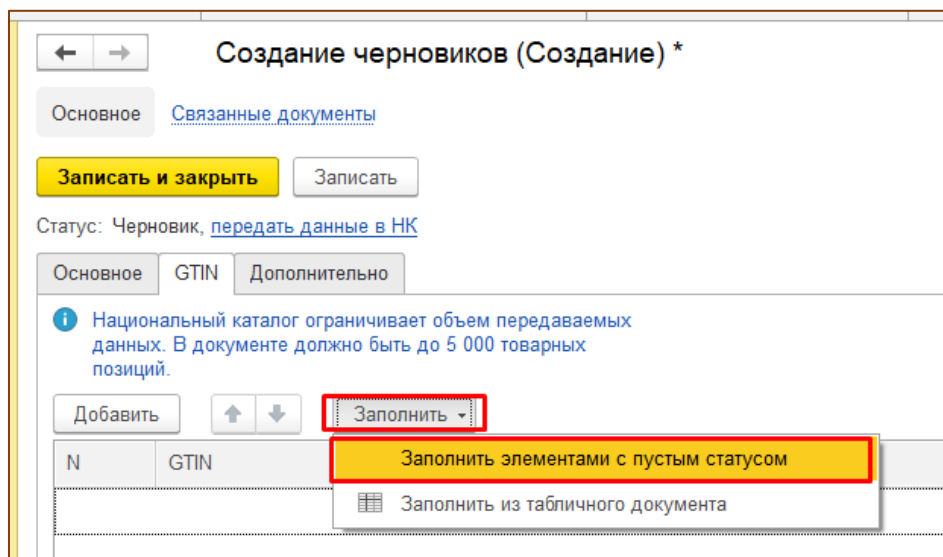 Создание черновиков (Создание) *
Основное Связанные документы
Записать и закрыть Записать
Статус: Черновик, передать данные в НК
Основное GTIN Дополнительно
Национальный каталог ограничивает объем передаваемых
данных. В документе должно быть до 5 000 товарных
позиций.
Добавить Заполнить
N GTIN Заполнить элементами с пустым статусом
Заполнить из табличного документа